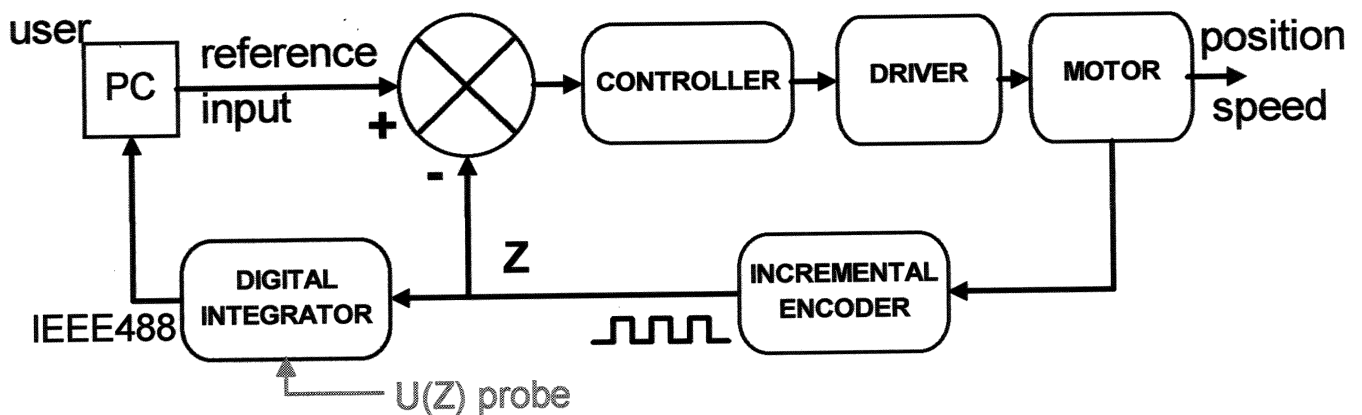 user
PC
reference
input
+
-
CONTROLLER
DRIVER
MOTOR
position
speed
Z
DIGITAL
INTEGRATOR
INCREMENTAL
ENCODER
IEEE488
U(Z) probe